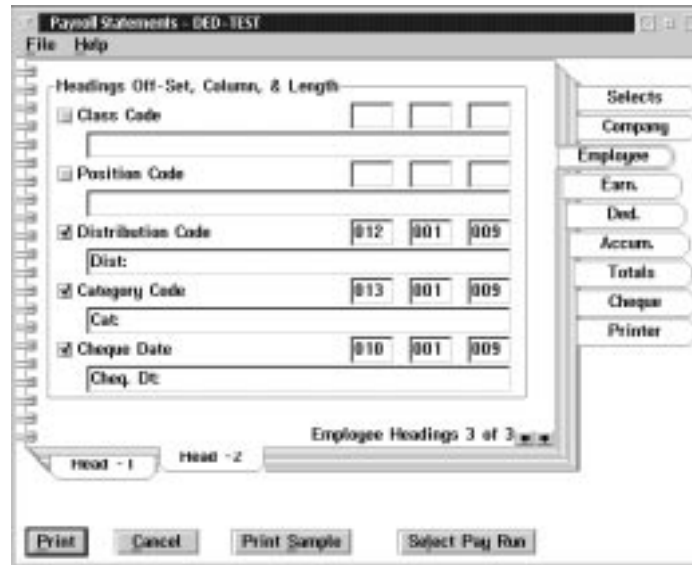 Payroll Statements - DED-TEST
File Help
Headings Off-Set, Column, & Length
Class Code
Position Code
Distribution Code 012 001 009
Dist:
Category Code 013 001 009
Cat:
Cheque Date 010 001 009
Cheq. Dt:
Employee Headings 3 of 3
Head - 1 Head - 2
Selects
Company
Employee
Earn.
Ded.
Accum.
Totals
Cheque
Printer
Print Cancel Print Sample Select Pay Run